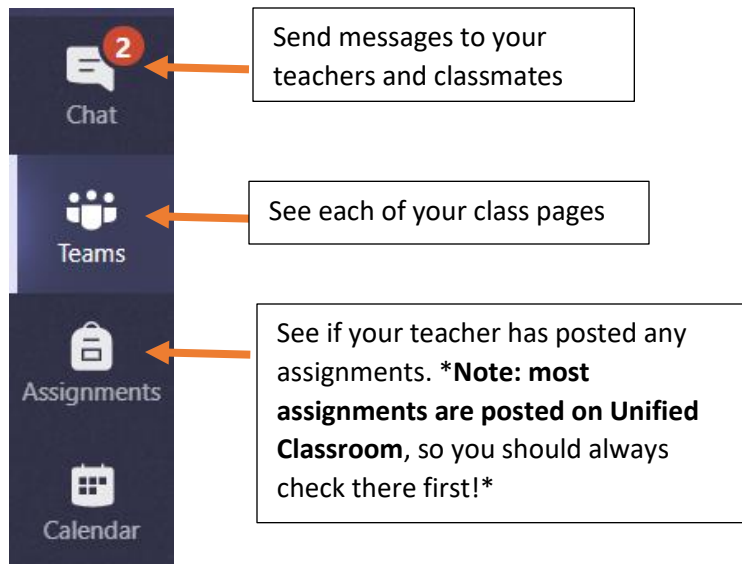 2
Chat
Send messages to your
teachers and classmates
Teams
See each of your class pages
Assignments
See if your teacher has posted any
assignments. *Note: most
assignments are posted on Unified
Classroom, so you should always
check there first!*
Calendar